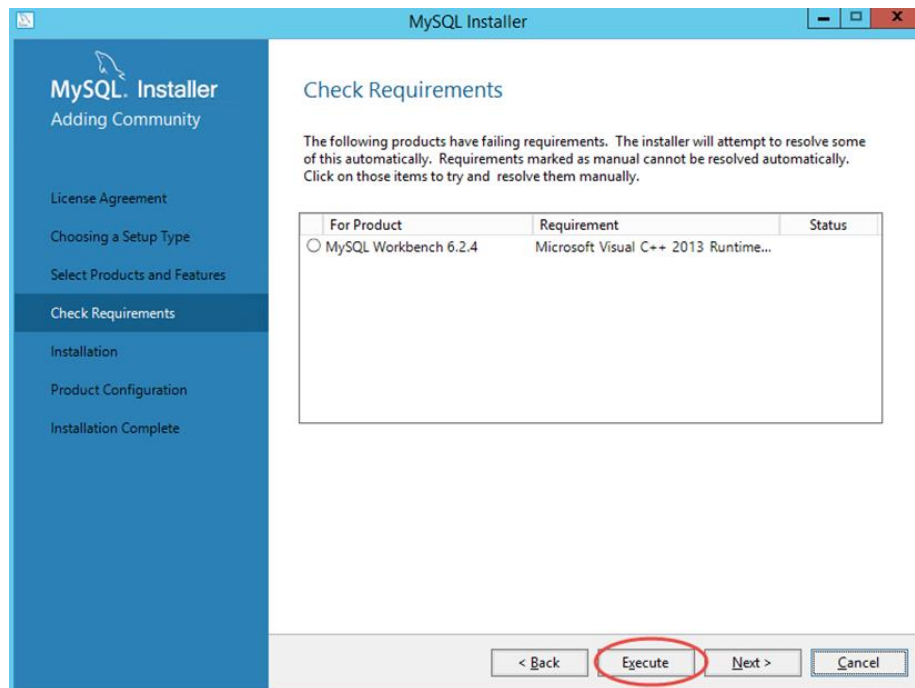 MySQL Installer
MySQL. Installer
Adding Community
License Agreement
Choosing a Setup Type
Select Products and Features
Check Requirements
Installation
Product Configuration
Installation Complete
Check Requirements
The following products have failing requirements. The installer will attempt to resolve some
of this automatically. Requirements marked as manual cannot be resolved automatically.
Click on those items to try and resolve them manually.
For Product Requirement Status
MySQL Workbench 6.2.4 Microsoft Visual C++ 2013 Runtime...
< Back Execute Next > Cancel